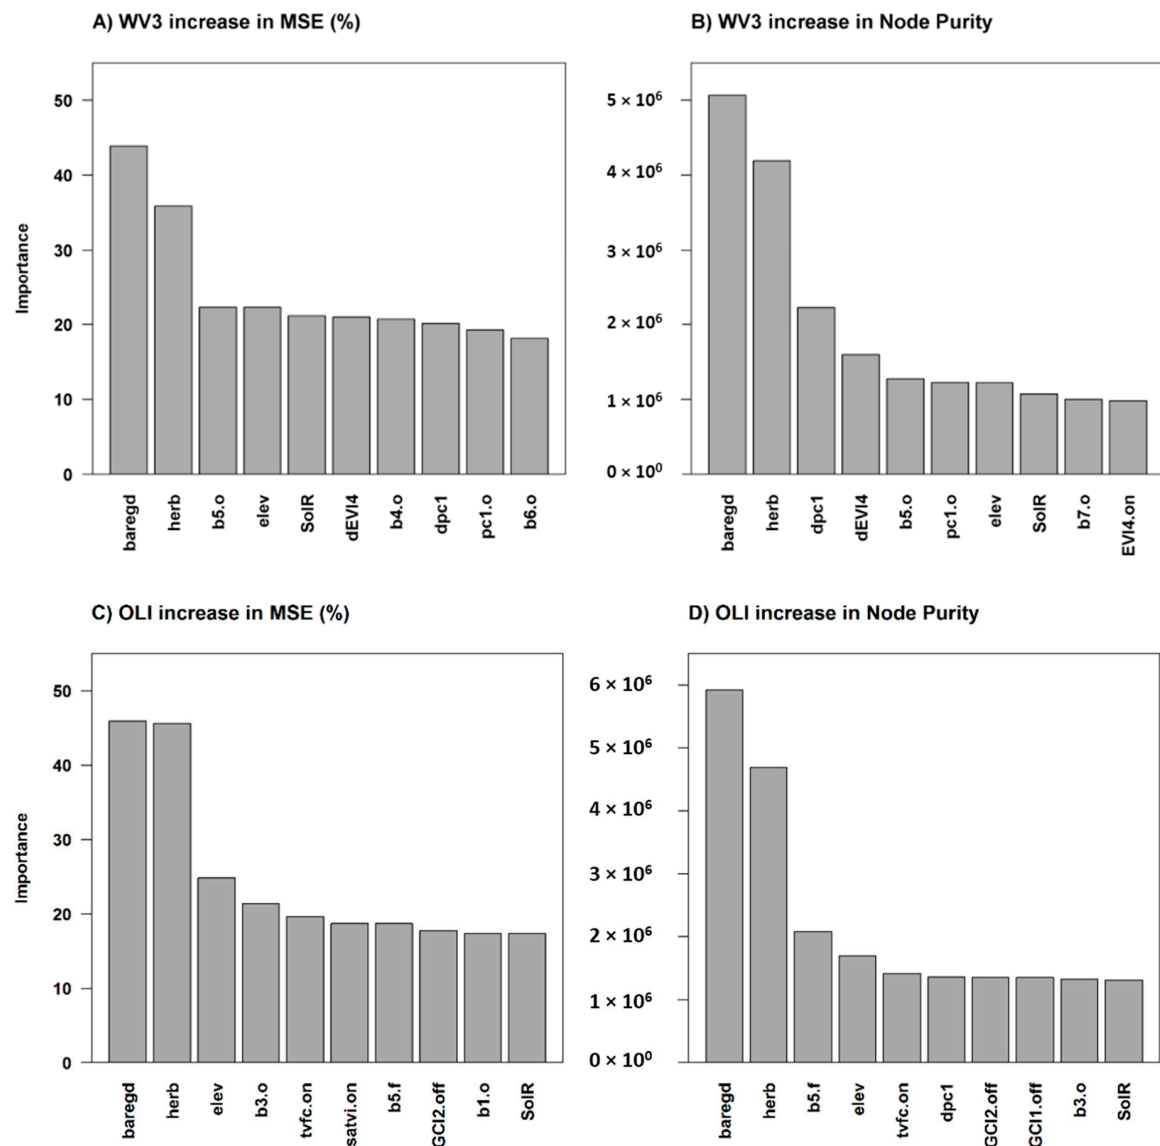 A) WV3 increase in MSE (%)
B) WV3 increase in Node Purity
Importance
50
40
30
20
10
0
baregd
herb
b5.o
elev
SolR
dEVI4
b4.o
dpc1
pc1.o
b6.o
5 × 10⁶
4 × 10⁶
3 × 10⁶
2 × 10⁶
1 × 10⁶
0 × 10⁰
baregd
herb
dpc1
dEVI4
b5.o
pc1.o
elev
SolR
b7.o
EVI4.on
C) OLI increase in MSE (%)
D) OLI increase in Node Purity
Importance
50
40
30
20
10
0
baregd
herb
elev
b3.o
tvfc.on
satvi.on
b5.f
GCI2.off
b1.o
SolR
6 × 10⁶
5 × 10⁶
4 × 10⁶
3 × 10⁶
2 × 10⁶
1 × 10⁶
0 × 10⁰
baregd
herb
b5.f
elev
tvfc.on
dpc1
GCI2.off
GCI1.off
b3.o
SolR